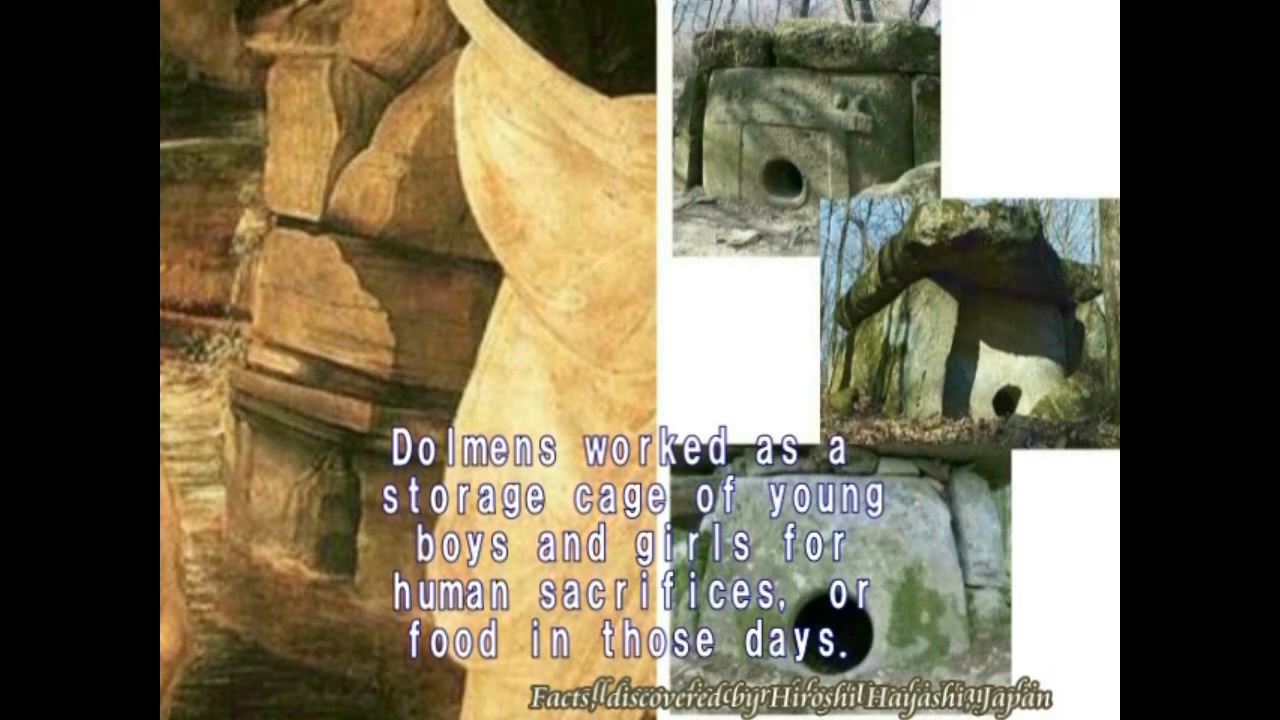 Dolmens worked as a
storage cage of young
boys and girls for
human sacrifices, or
food in those days.
Facts, discovered by Hiroshi Hayashi, Japan